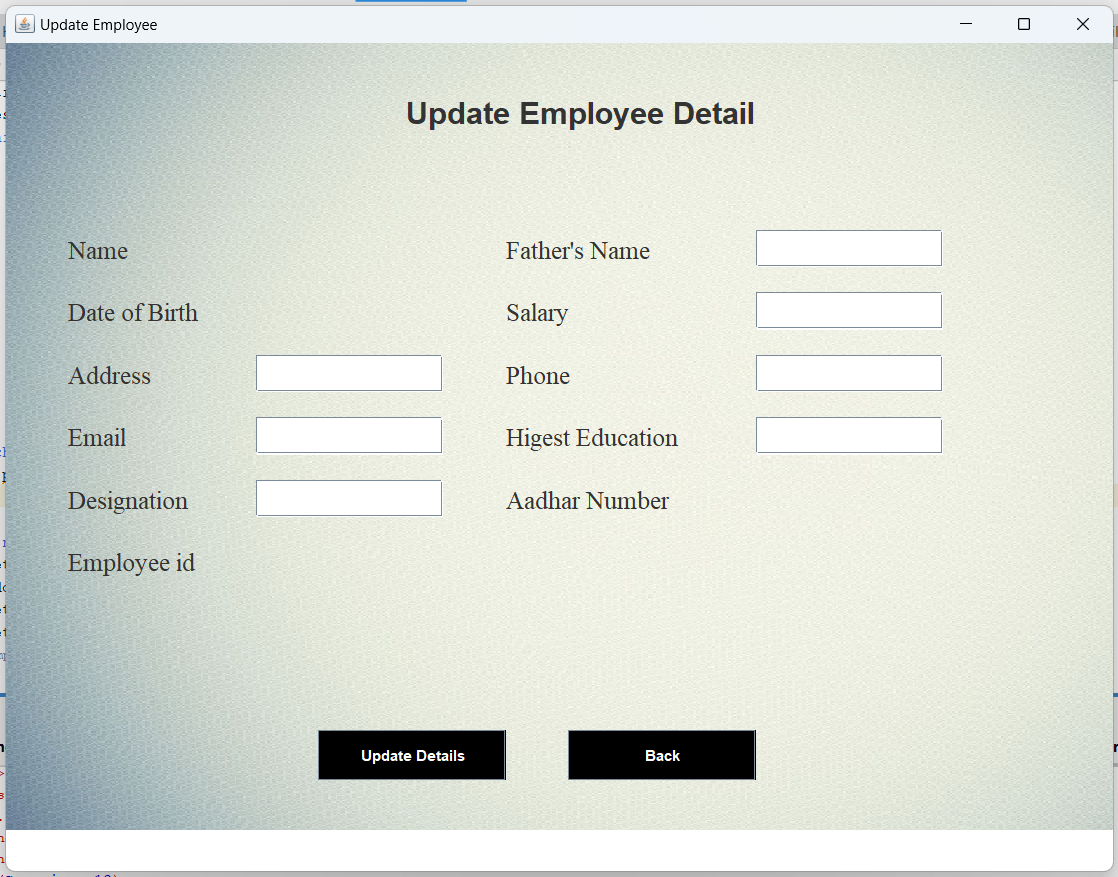 Update Employee
Update Employee Detail
Name
Father's Name
Date of Birth
Salary
Address
Phone
Email
Higest Education
Designation
Aadhar Number
Employee id
Update Details
Back